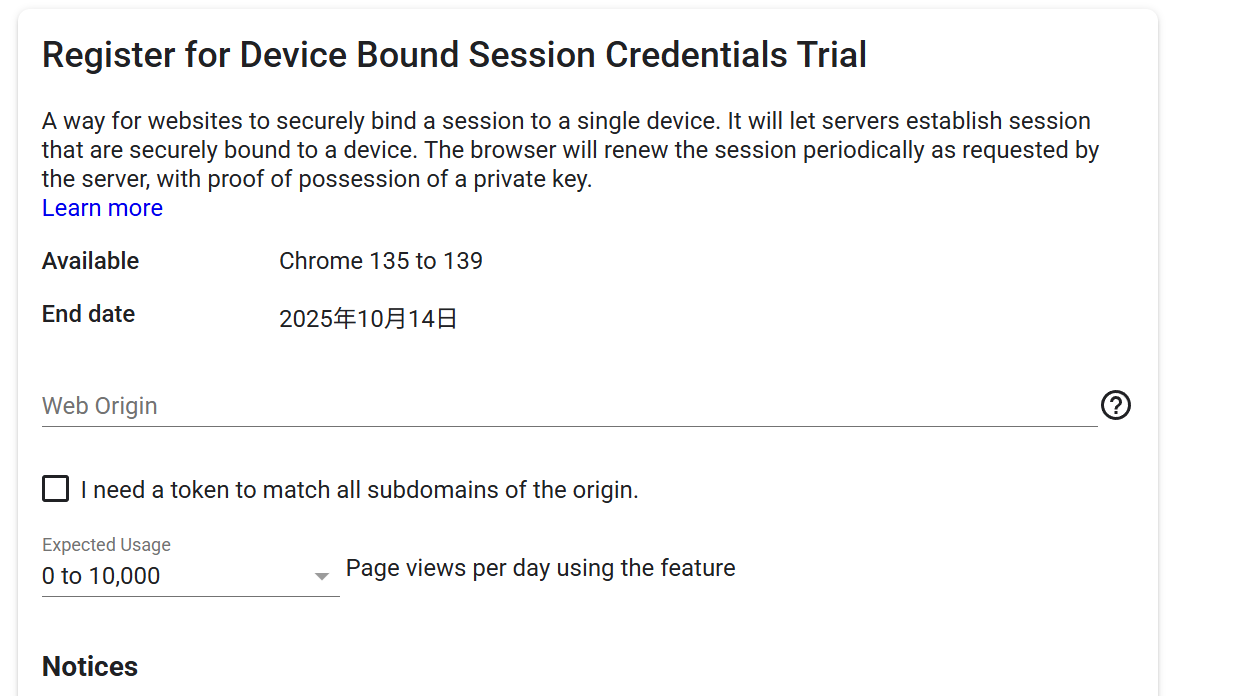 Register for Device Bound Session Credentials Trial
A way for websites to securely bind a session to a single device. It will let servers establish session
that are securely bound to a device. The browser will renew the session periodically as requested by
the server, with proof of possession of a private key.
Learn more
Available Chrome 135 to 139
End date 2025年10月14日
Web Origin
I need a token to match all subdomains of the origin.
Expected Usage
0 to 10,000 Page views per day using the feature
Notices